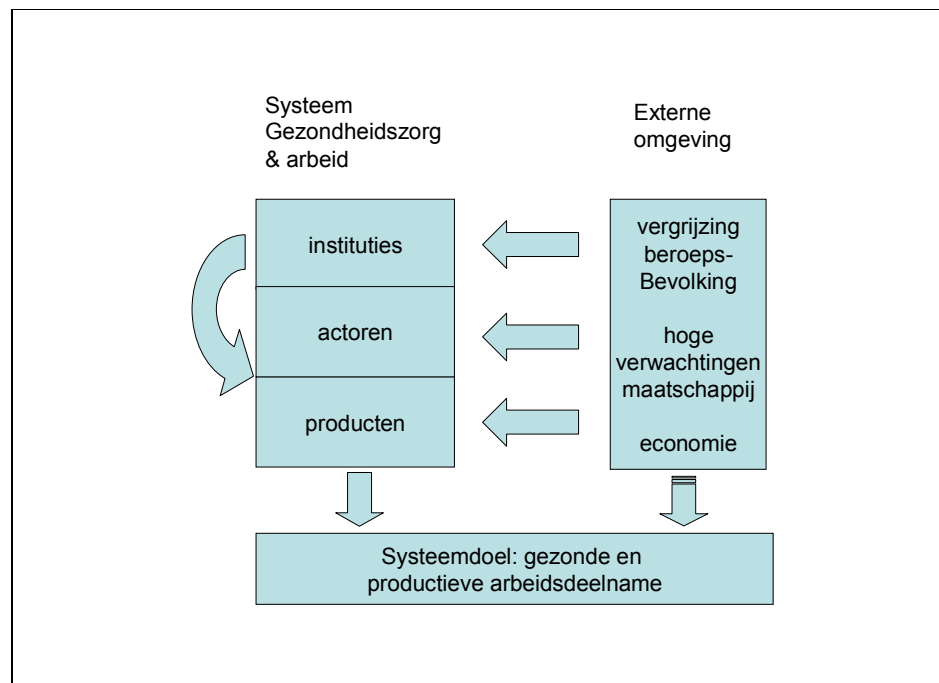 Systeem
Gezondheidszorg
& arbeid
Externe
omgeving
instituties
actoren
producten
vergrijzing
beroeps-
Bevolking
hoge
verwachtingen
maatschappij
economie
Systeemdoel: gezonde en
productieve arbeidsdeelname